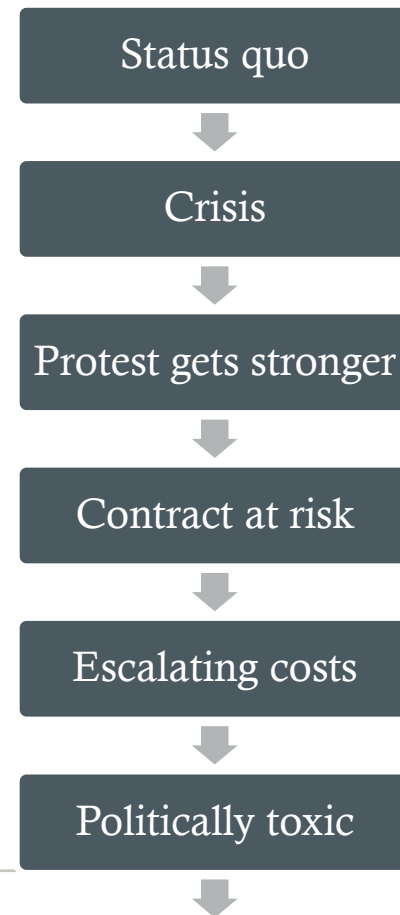 Status quo
Crisis
Protest gets stronger
Contract at risk
Escalating costs
Politically toxic